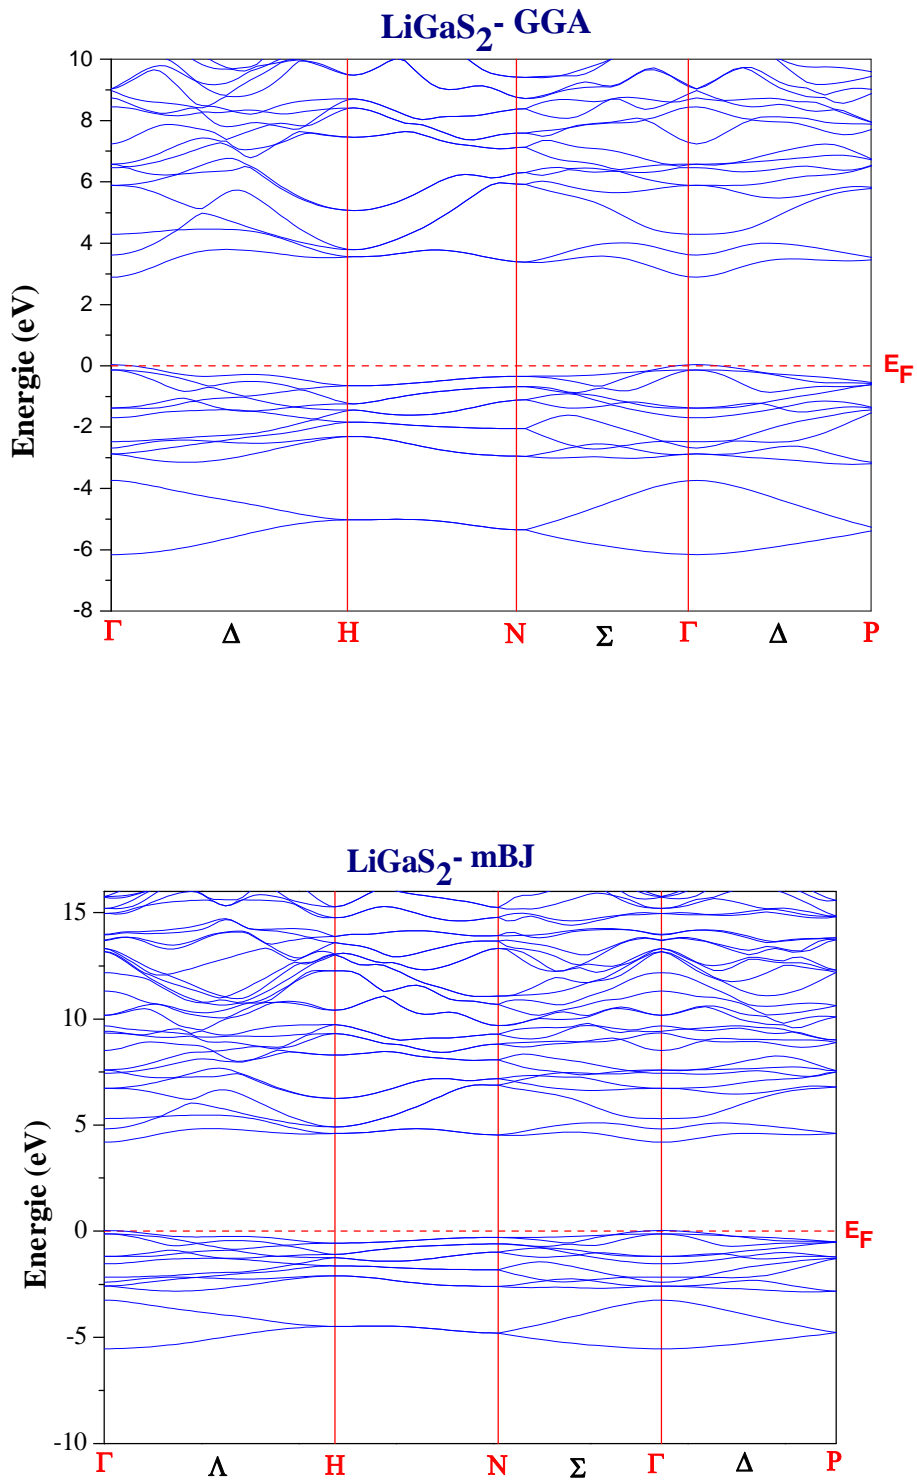 LiGaS2- GGA
10
8
6
4
2
0
-2
-4
-6
-8
Energie (eV)
EF
Γ Δ H N Σ Γ Δ P
LiGaS2- mBJ
15
10
5
0
-5
-10
Energie (eV)
EF
Γ Λ H N Σ Γ Δ P